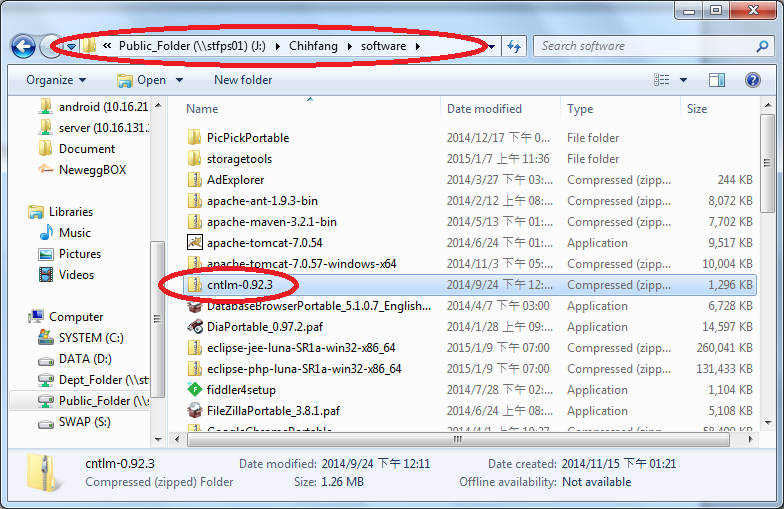 « Public_Folder (\\stfps01) (J:) Chihfang software Search software
Organize Open New folder
android (10.16.21
server (10.16.131.
Document
NeweggBOX
Libraries
Music
Pictures
Videos
Computer
SYSTEM (C:)
DATA (D:)
Dept_Folder (\\st
Public_Folder (\\s
SWAP (S:)
Name Date modified Type Size
PicPickPortable 2014/12/17 下午 0... File folder
storagetools 2015/1/7 上午 11:36 File folder
AdExplorer 2014/3/27 下午 03:... Compressed (zipp... 244 KB
apache-ant-1.9.3-bin 2014/2/12 下午 08:... Compressed (zipp... 8,072 KB
apache-maven-3.2.1-bin 2014/5/13 下午 01:... Compressed (zipp... 7,702 KB
apache-tomcat-7.0.54 2014/6/24 下午 01:... Application 9,517 KB
apache-tomcat-7.0.57-windows-x64 2014/11/3 下午 05:... Compressed (zipp... 10,004 KB
cntlm-0.92.3 2014/9/24 下午 12:... Compressed (zipp... 1,296 KB
DatabaseBrowserPortable_5.1.0.7_English... 2014/4/7 下午 03:00 Application 6,728 KB
DiaPortable_0.97.2.paf 2014/1/28 上午 09:... Application 14,597 KB
eclipse-jee-luna-SR1a-win32-x86_64 2015/1/9 下午 07:00 Compressed (zipp... 260,041 KB
eclipse-php-luna-SR1a-win32-x86_64 2015/1/9 下午 07:00 Compressed (zipp... 131,433 KB
fiddler4setup 2014/7/28 下午 02:... Application 1,104 KB
FileZillaPortable_3.8.1.paf 2014/6/24 上午 08:... Application 5,108 KB
GoogleChromePortable
cntlm-0.92.3 Date modified: 2014/9/24 下午 12:11 Date created: 2014/11/15 下午 01:21
Compressed (zipped) Folder Size: 1.26 MB Offline availability: Not available